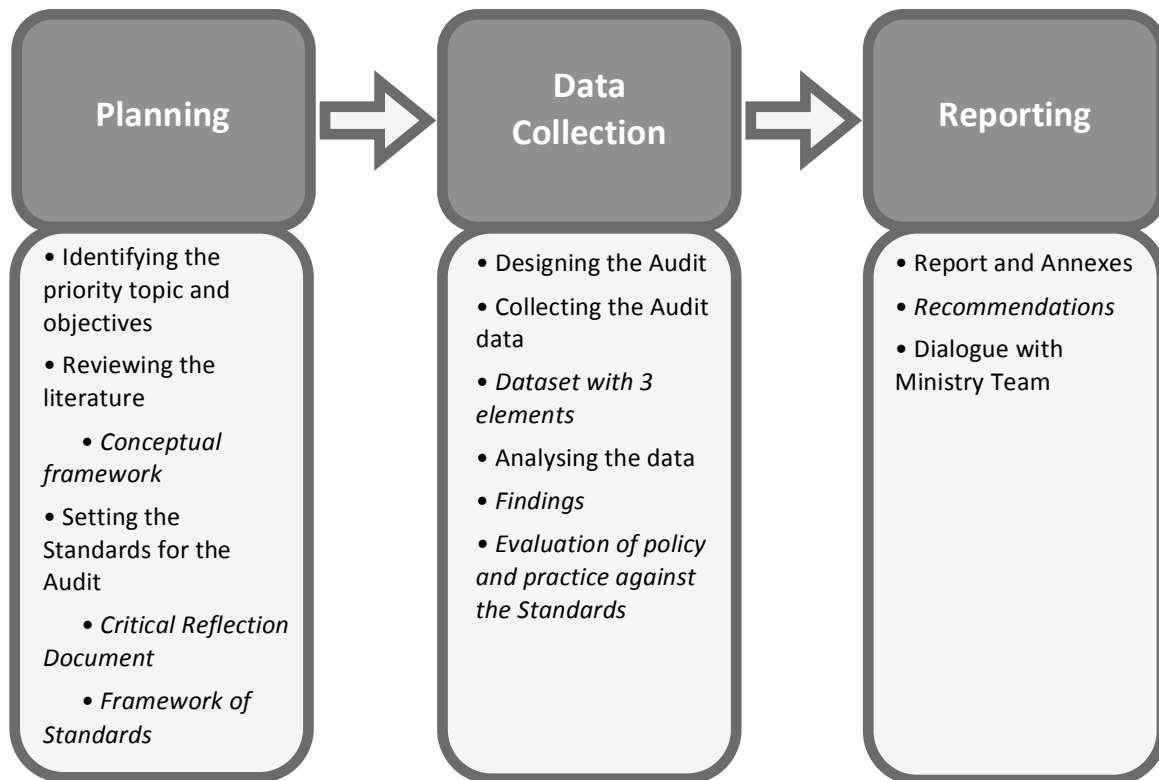 Planning
• Identifying the
priority topic and
objectives
• Reviewing the
literature
• Conceptual
framework
• Setting the
Standards for the
Audit
• Critical Reflection
Document
• Framework of
Standards
Data
Collection
• Designing the Audit
• Collecting the Audit
data
• Dataset with 3
elements
• Analysing the data
• Findings
• Evaluation of policy
and practice against
the Standards
Reporting
• Report and Annexes
• Recommendations
• Dialogue with
Ministry Team